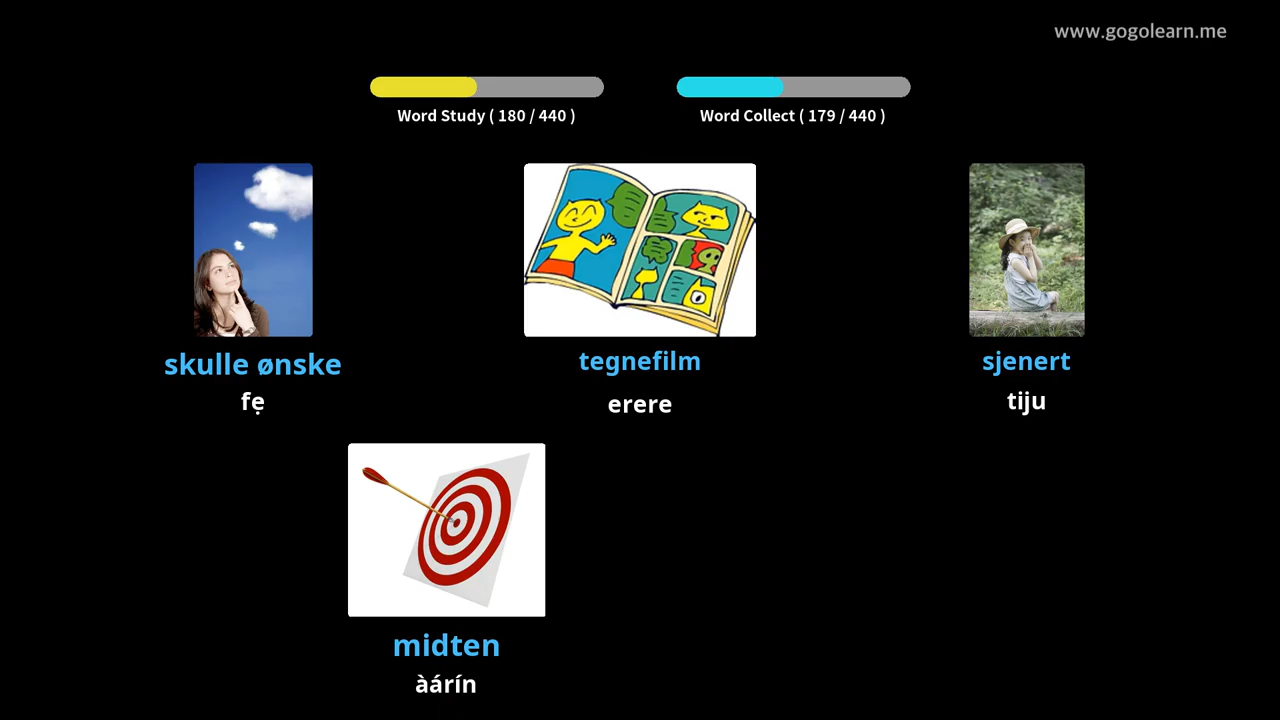 www.gogolearn.me
Word Study ( 180 / 440 )
Word Collect ( 179 / 440 )
skulle ønske
fẹ
tegnefilm
erere
sjenert
tiju
midten
àárín